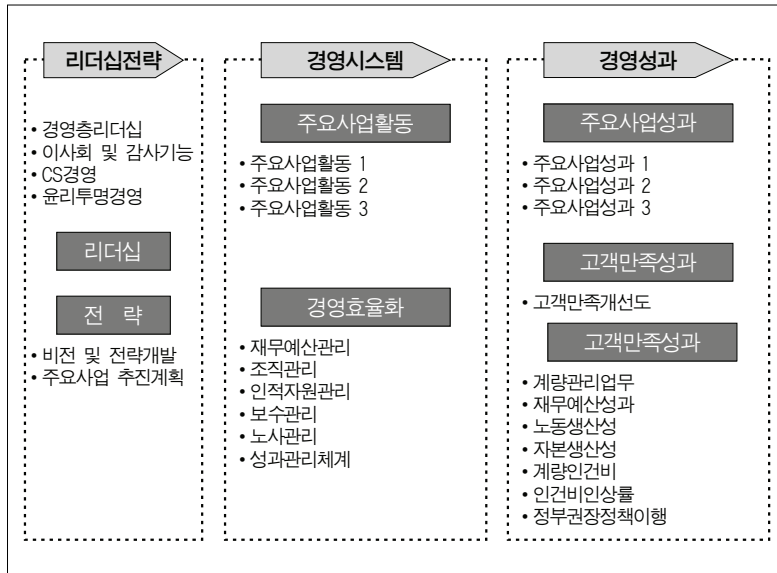 리더십전략
• 경영층리더십
• 이사회 및 감사기능
• CS경영
• 윤리투명경영
리더십
전 략
• 비전 및 전략개발
• 주요사업 추진계획
경영시스템
주요사업활동
• 주요사업활동 1
• 주요사업활동 2
• 주요사업활동 3
경영효율화
• 재무예산관리
• 조직관리
• 인적자원관리
• 보수관리
• 노사관리
• 성과관리체계
경영성과
주요사업성과
• 주요사업성과 1
• 주요사업성과 2
• 주요사업성과 3
고객만족성과
• 고객만족개선도
고객만족성과
• 계량관리업무
• 재무예산성과
• 노동생산성
• 자본생산성
• 계량인건비
• 인건비인상률
• 정부권장정책이행